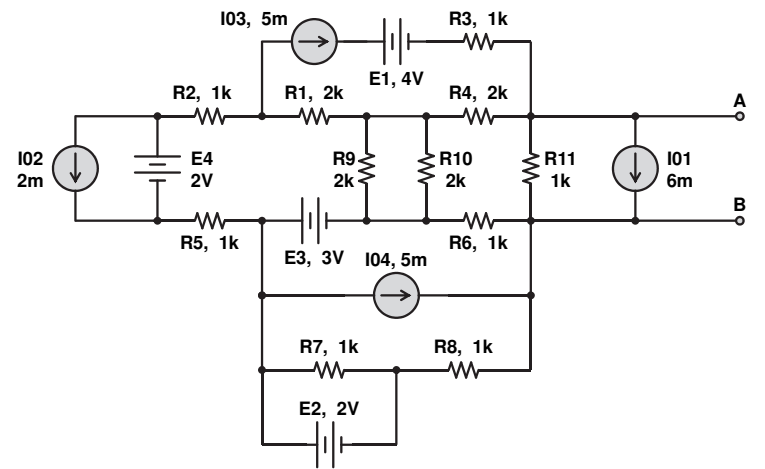 I03, 5m
R3, 1k
E1, 4V
R2, 1k
R1, 2k
R4, 2k
A
I02
2m
E4
2V
R9
2k
R10
2k
R11
1k
I01
6m
B
R5, 1k
E3, 3V
R6, 1k
I04, 5m
R7, 1k
R8, 1k
E2, 2V